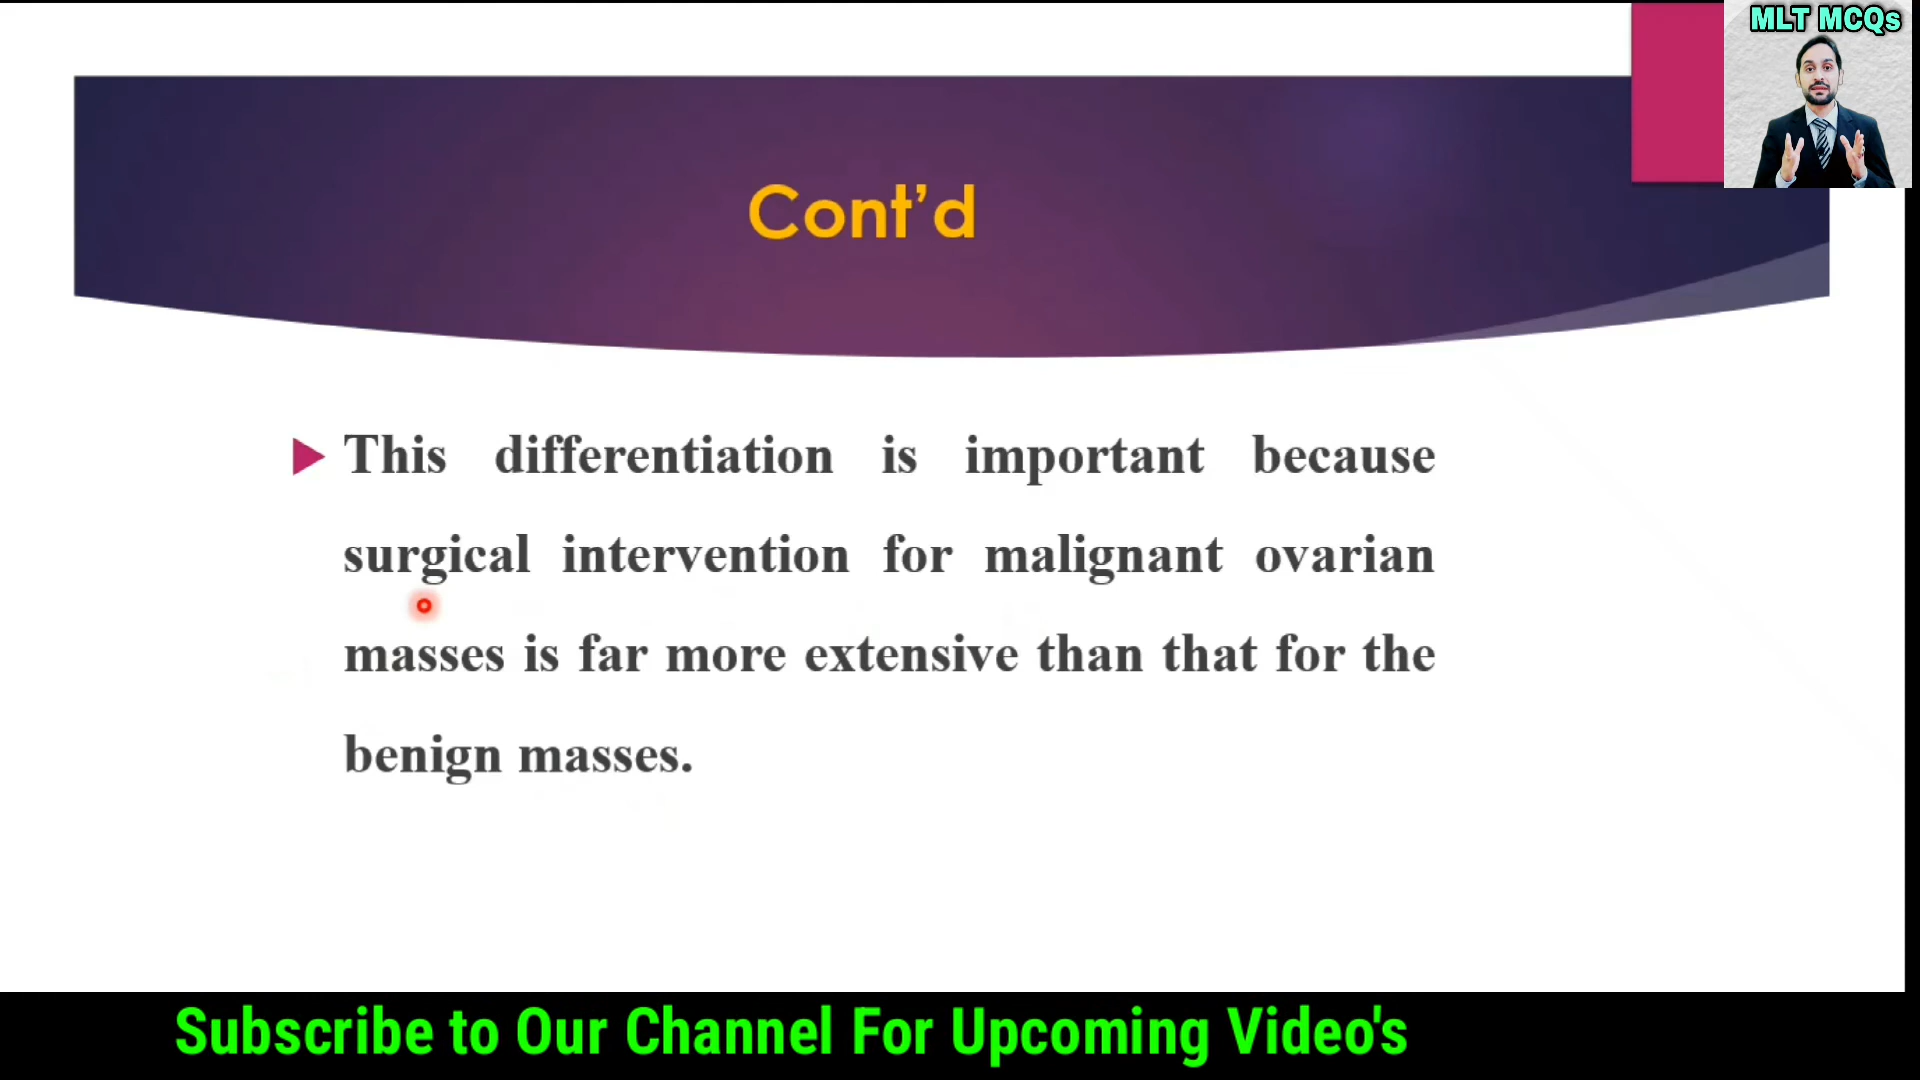 MLT MCQs
Cont’d
This differentiation is important because
surgical intervention for malignant ovarian
masses is far more extensive than that for the
benign masses.
Subscribe to Our Channel For Upcoming Video's